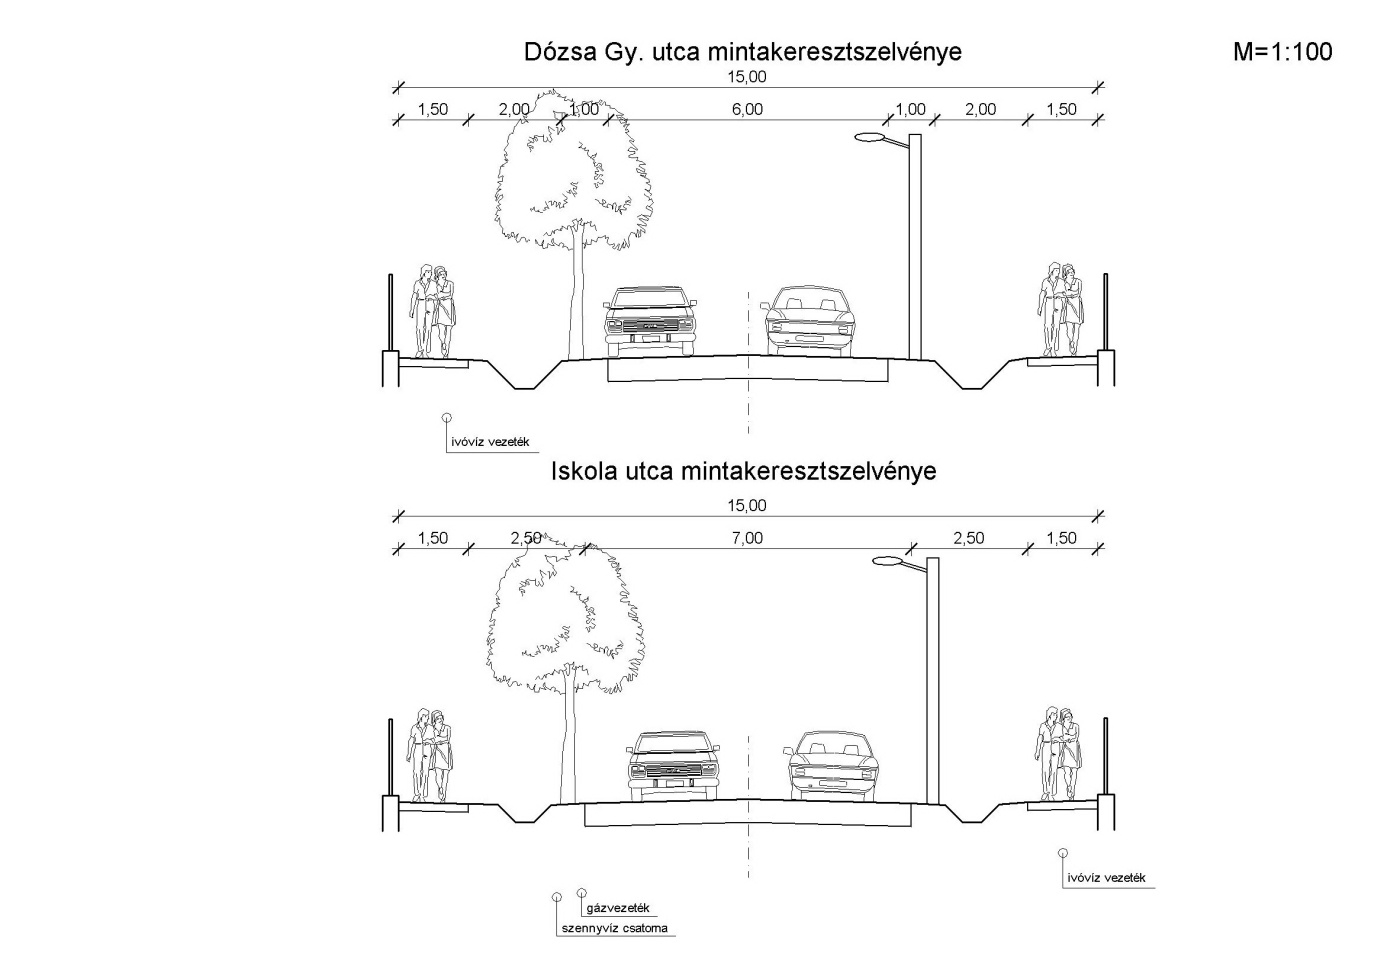 Dózsa Gy. utca mintakeresztszelvénye
M=1:100
15,00
1,50 2,00 1,00 6,00 1,00 2,00 1,50
ivóvíz vezeték
Iskola utca mintakeresztszelvénye
15,00
1,50 2,50 7,00 2,50 1,50
ivóvíz vezeték
gázvezeték
szennyvíz csatorna